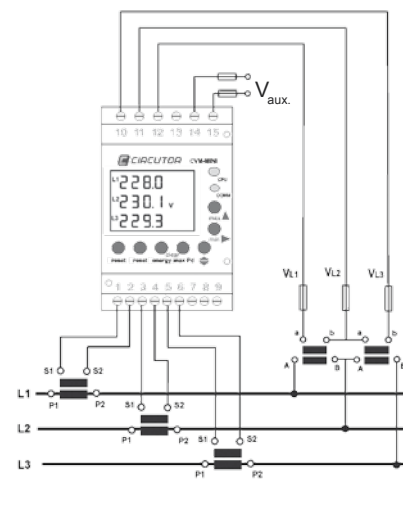 Vaux.
10 11 12 13 14 15
CIRCUTOR CVM-MINI
CPU
L1 228.0
L2 230.1 V
L3 229.3
reset reset energy max
1 2 3 4 5 6 7 8 9
VL1 VL2 VL3
a b a b
S1 S2
A B A B
L1
P1 P2
S1 S2
L2
P1 P2
S1 S2
L3
P1 P2